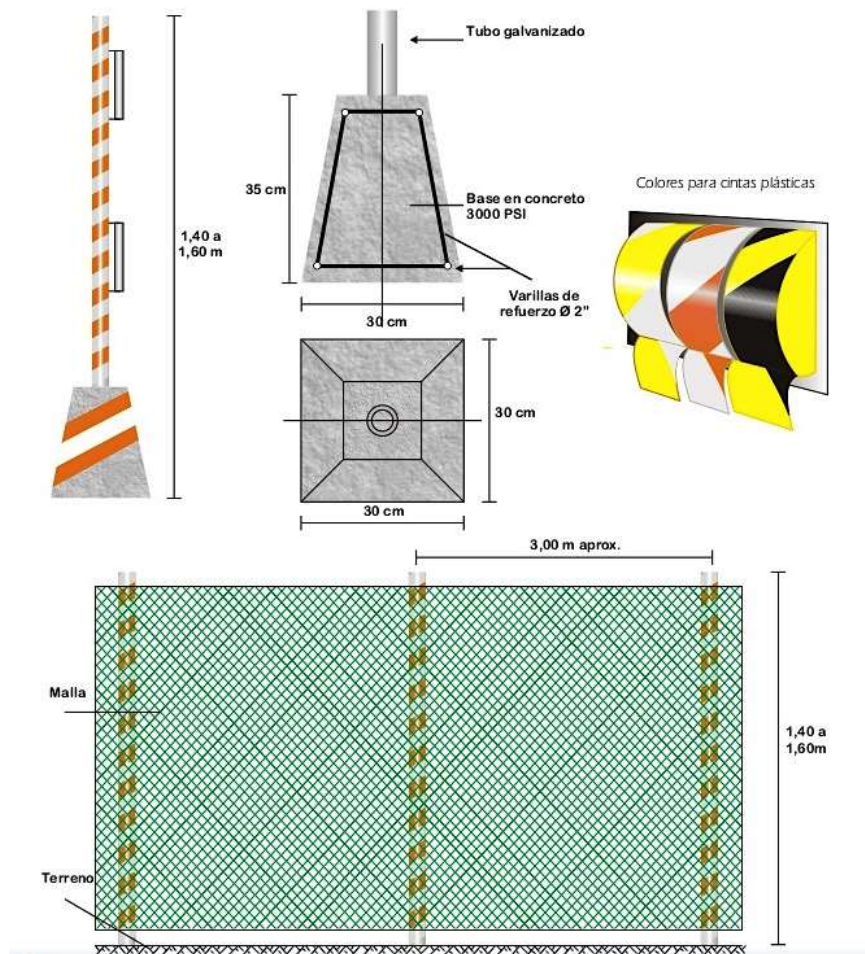 Tubo galvanizado
35 cm
Base en concreto
3000 PSI
Colores para cintas plásticas
1,40 a
1,60 m
Varillas de
refuerzo Ø 2"
30 cm
30 cm
30 cm
3,00 m aprox.
Malla
1,40 a
1,60m
Terreno